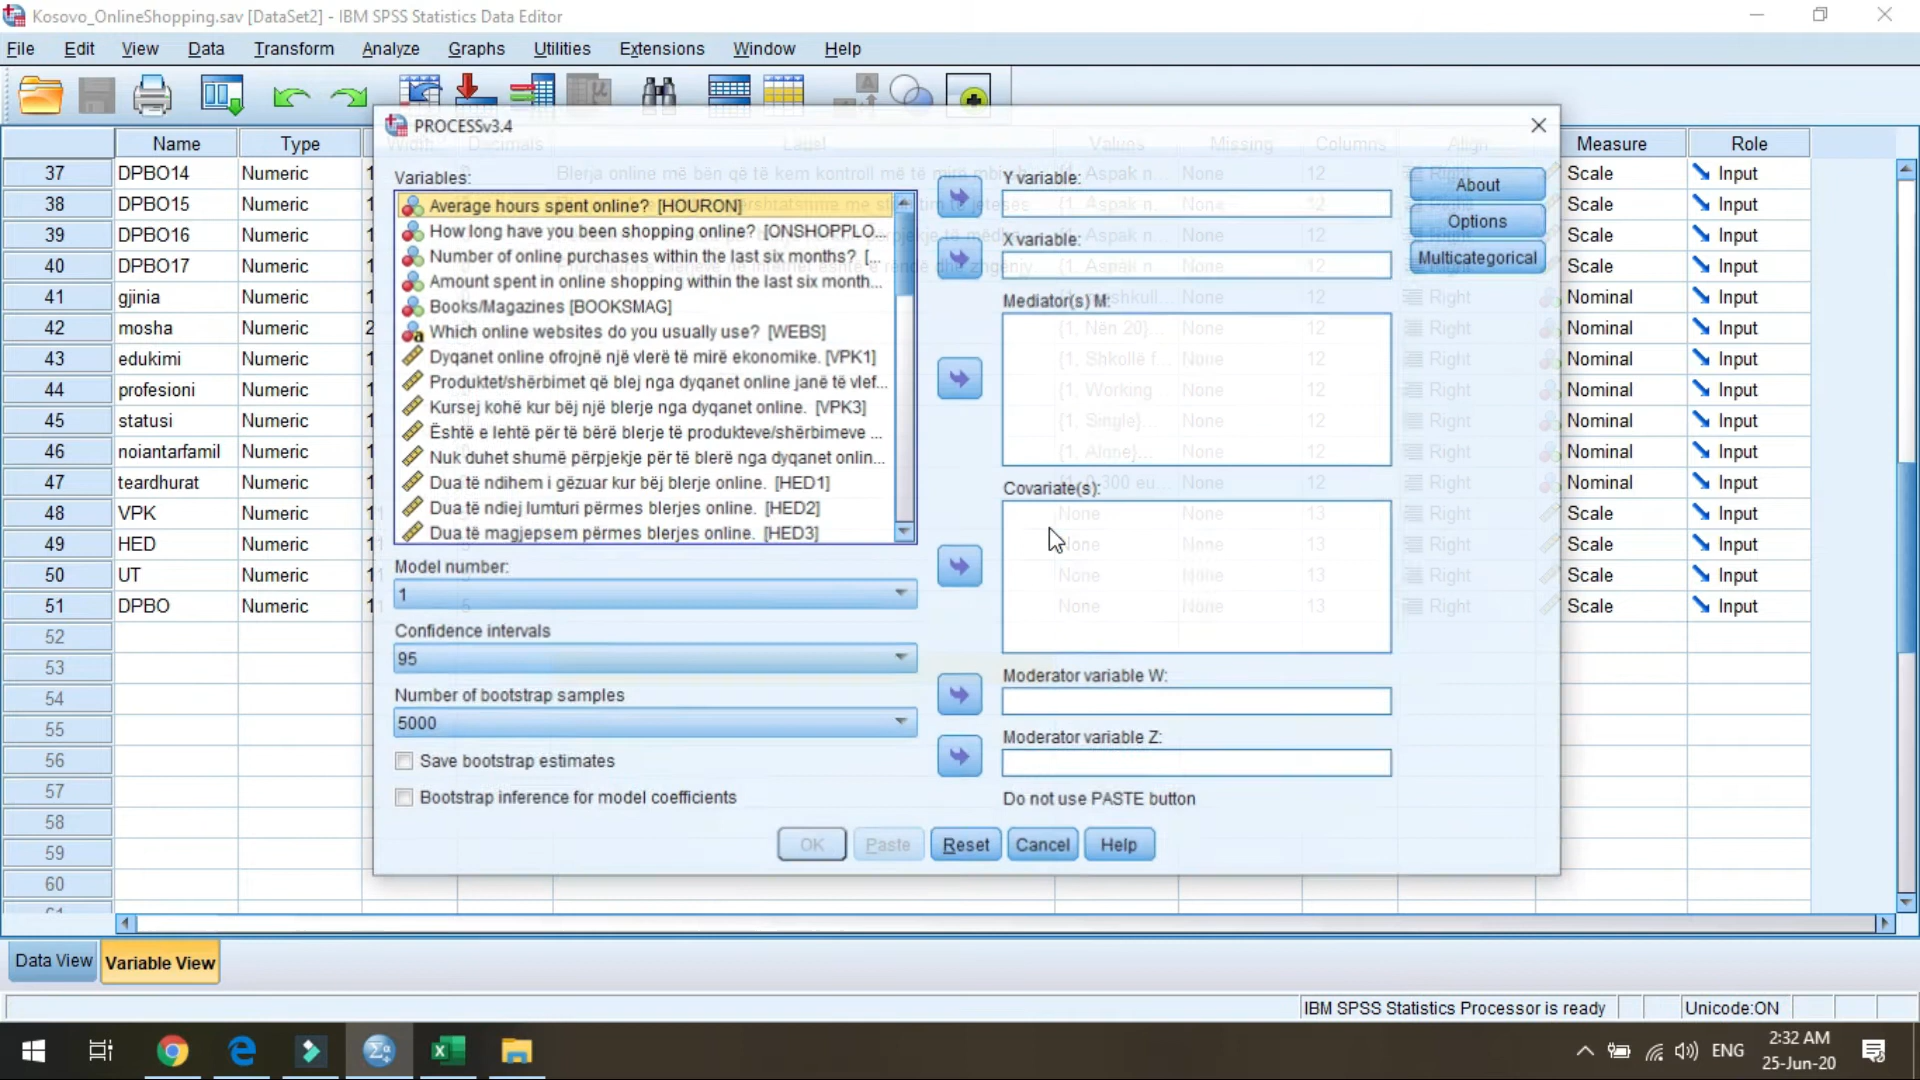 Kosovo_OnlineShopping.sav [DataSet2] - IBM SPSS Statistics Data Editor
File Edit View Data Transform Analyze Graphs Utilities Extensions Window Help
PROCESSv3.4
Name Type Width Decimals Label Values Missing Columns Align Measure Role
37 DPBO14 Numeric Scale Input
38 DPBO15 Numeric Scale Input
39 DPBO16 Numeric Scale Input
40 DPBO17 Numeric Scale Input
41 gjinia Numeric Nominal Input
42 mosha Numeric 2 Nominal Input
43 edukimi Numeric Nominal Input
44 profesioni Numeric Nominal Input
45 statusi Numeric Nominal Input
46 noiantarfamil Numeric Nominal Input
47 teardhurat Numeric Nominal Input
48 VPK Numeric Scale Input
49 HED Numeric Scale Input
50 UT Numeric Scale Input
51 DPBO Numeric Scale Input
52
53
54
55
56
57
58
59
60
Variables:
Average hours spent online? [HOURON]
How long have you been shopping online? [ONSHOPPLO...
Number of online purchases within the last six months? [...
Amount spent in online shopping within the last six month...
Books/Magazines [BOOKSMAG]
Which online websites do you usually use? [WEBS]
Dyqanet online ofrojnë një vlerë të mirë ekonomike. [VPK1]
Produktet/shërbimet që blej nga dyqanet online janë të vlef...
Kursej kohë kur bëj një blerje nga dyqanet online. [VPK3]
Është e lehtë për të bërë blerje të produkteve/shërbimeve ...
Nuk duhet shumë përpjekje për të blerë nga dyqanet onlin...
Dua të ndihem i gëzuar kur bëj blerje online. [HED1]
Dua të ndiej lumturi përmes blerjes online. [HED2]
Dua të magjepsem përmes blerjes online. [HED3]
Model number:
1
Confidence intervals
95
Number of bootstrap samples
5000
Save bootstrap estimates
Bootstrap inference for model coefficients
Y variable:
X variable:
Mediator(s) M:
Covariate(s):
Moderator variable W:
Moderator variable Z:
Do not use PASTE button
About
Options
Multicategorical
OK Paste Reset Cancel Help
Data View Variable View
IBM SPSS Statistics Processor is ready Unicode:ON
ENG
2:32 AM
25-Jun-20